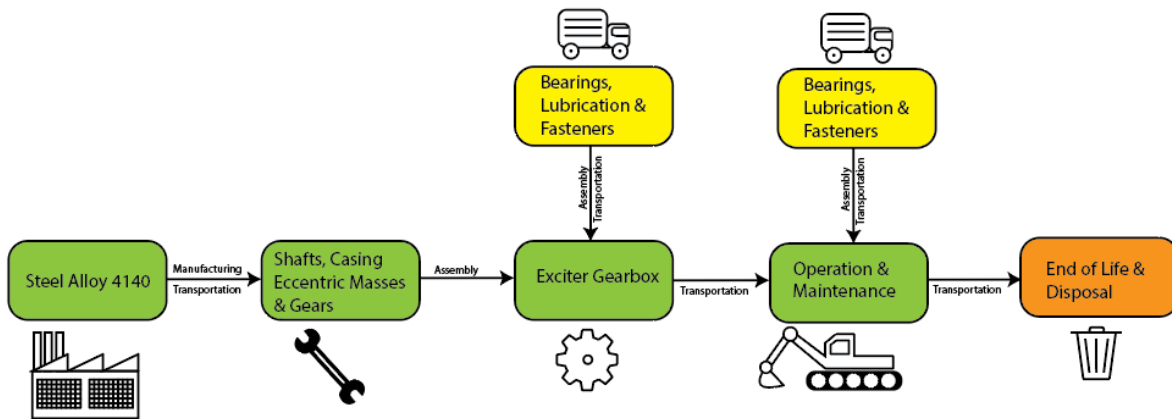 Bearings,
Lubrication &
Fasteners
Bearings,
Lubrication &
Fasteners
Assembly
Transportation
Assembly
Transportation
Steel Alloy 4140
Manufacturing
Transportation
Shafts, Casing
Eccentric Masses
& Gears
Assembly
Exciter Gearbox
Transportation
Operation &
Maintenance
Transportation
End of Life &
Disposal